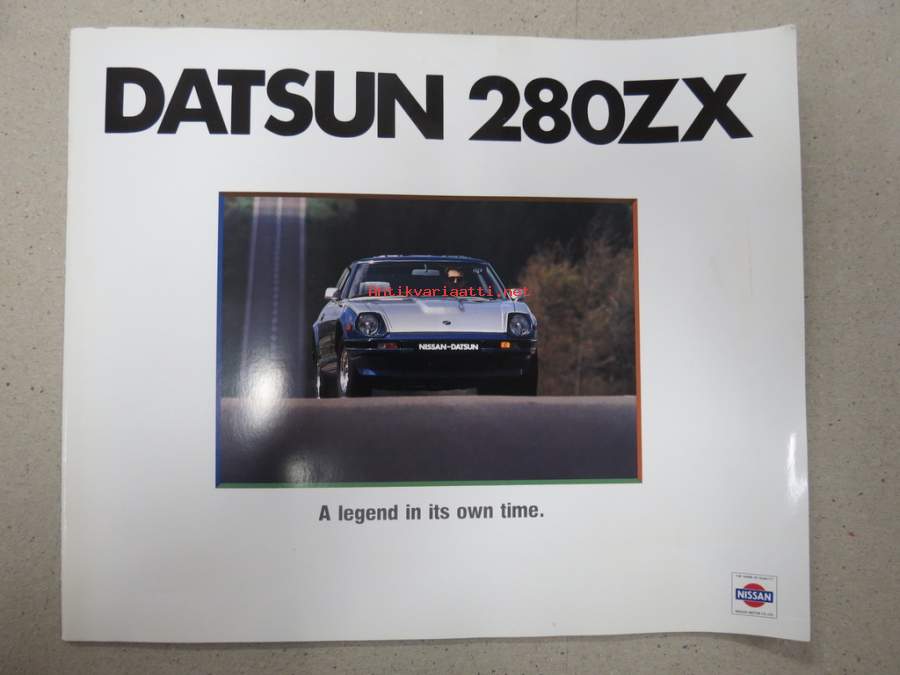 DATSUN 280ZX
Antikvariaatti.net
NISSAN-DATSUN
A legend in its own time.
NISSAN